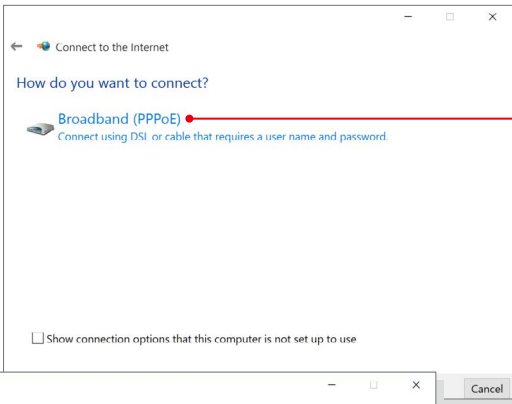 Connect to the Internet
How do you want to connect?
Broadband (PPPoE)
Connect using DSL or cable that requires a user name and password.
Show connection options that this computer is not set up to use
Cancel